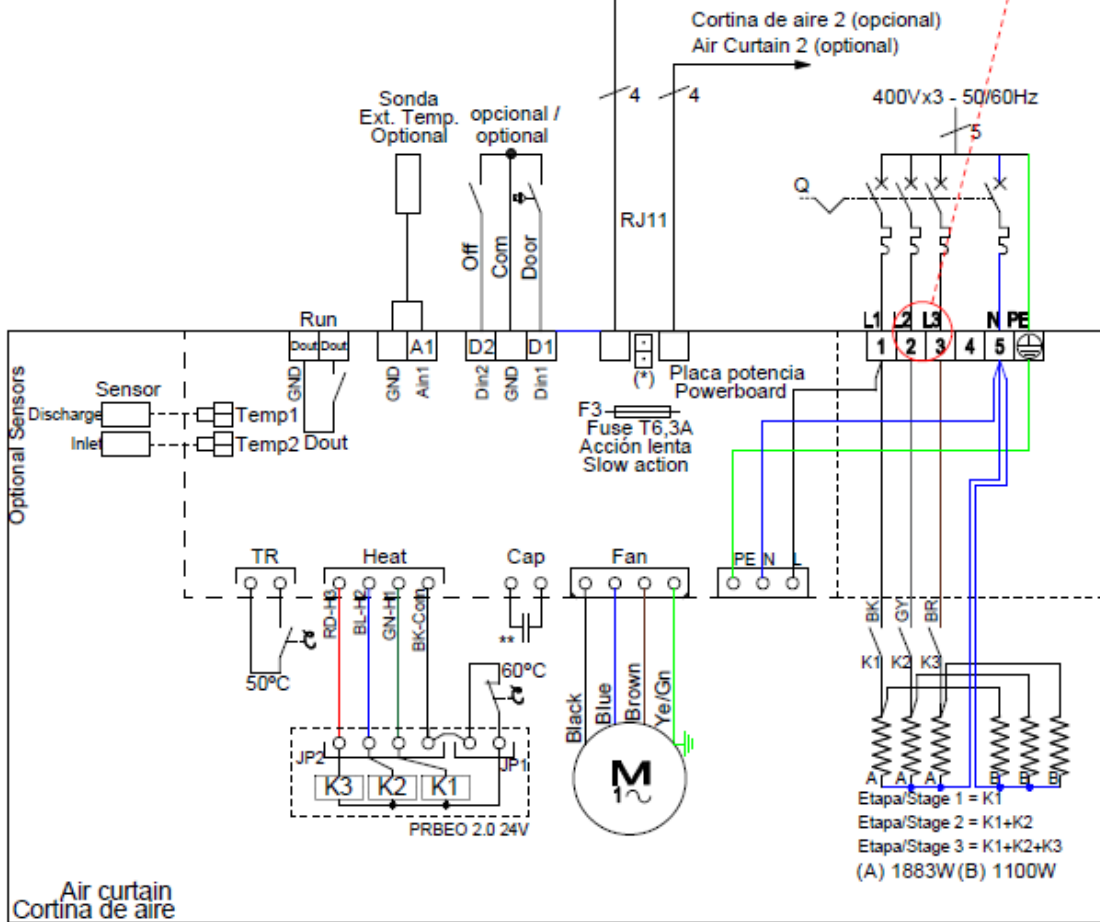 Cortina de aire 2 (opcional)
Air Curtain 2 (optional)
4
4
400Vx3 - 50/60Hz
5
Sonda
Ext. Temp.
Optional
opcional /
optional
Q
RJ11
Off
Com
Door
Run
L1
L2
L3
N
PE
Dout
Dout
A1
D2
D1
1
2
3
4
5
GND
GND
Ain1
Din2
GND
Din1
(*)
Placa potencia
Powerboard
Optional Sensors
Sensor
Discharge
Temp1
Inlet
Temp2
Dout
F3
Fuse T6,3A
Acción lenta
Slow action
TR
Heat
Cap
Fan
PE
N
L
RD-H3
BL-H2
GN-H1
BK-Com
**
50ºC
60ºC
Black
Blue
Brown
Ye/Gn
BK
GY
BR
K1
K2
K3
JP2
JP1
K3
K2
K1
PRBEO 2.0 24V
M
1~
A
A
A
B
B
B
Etapa/Stage 1 = K1
Etapa/Stage 2 = K1+K2
Etapa/Stage 3 = K1+K2+K3
(A) 1883W (B) 1100W
Air curtain
Cortina de aire